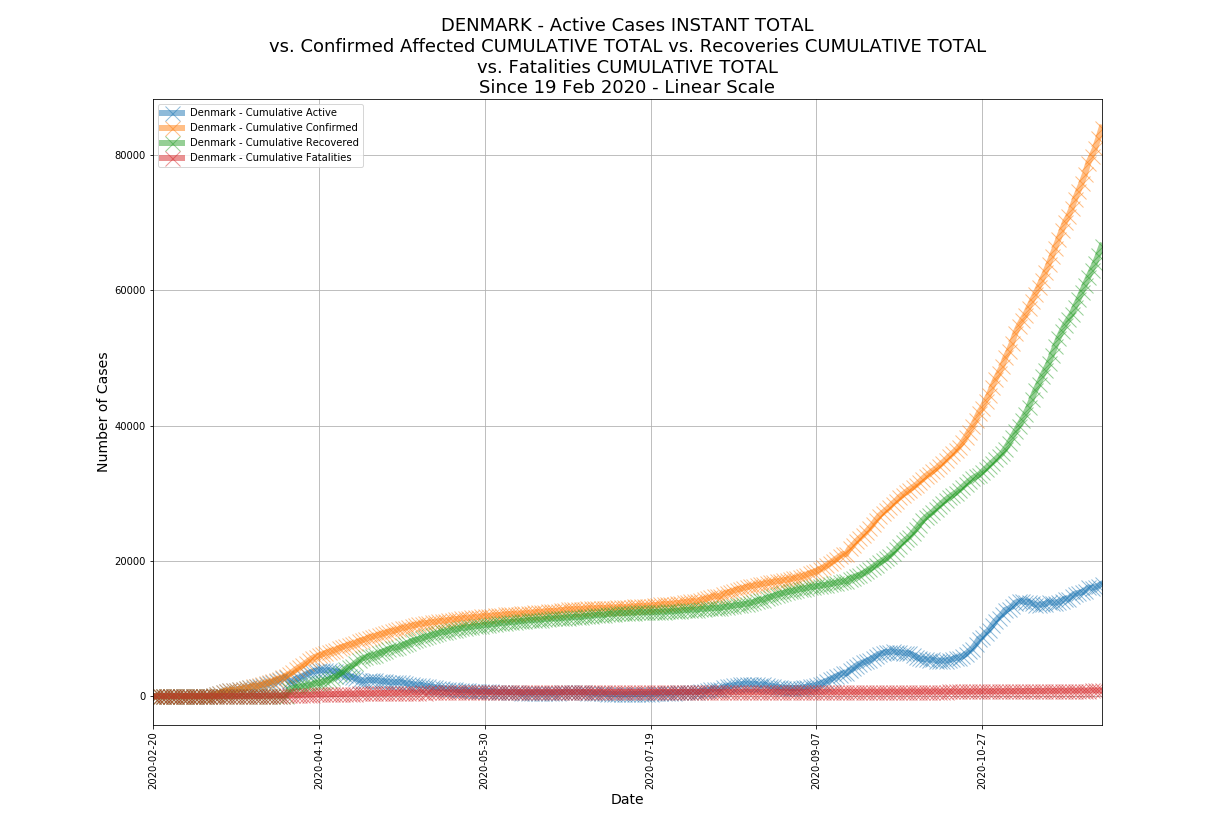 DENMARK - Active Cases INSTANT TOTAL
vs. Confirmed Affected CUMULATIVE TOTAL vs. Recoveries CUMULATIVE TOTAL
vs. Fatalities CUMULATIVE TOTAL
Since 19 Feb 2020 - Linear Scale
Denmark - Cumulative Active
Denmark - Cumulative Confirmed
Denmark - Cumulative Recovered
Denmark - Cumulative Fatalities
80000
60000
40000
20000
0
Number of Cases
2020-02-20
2020-04-10
2020-05-30
2020-07-19
2020-09-07
2020-10-27
Date